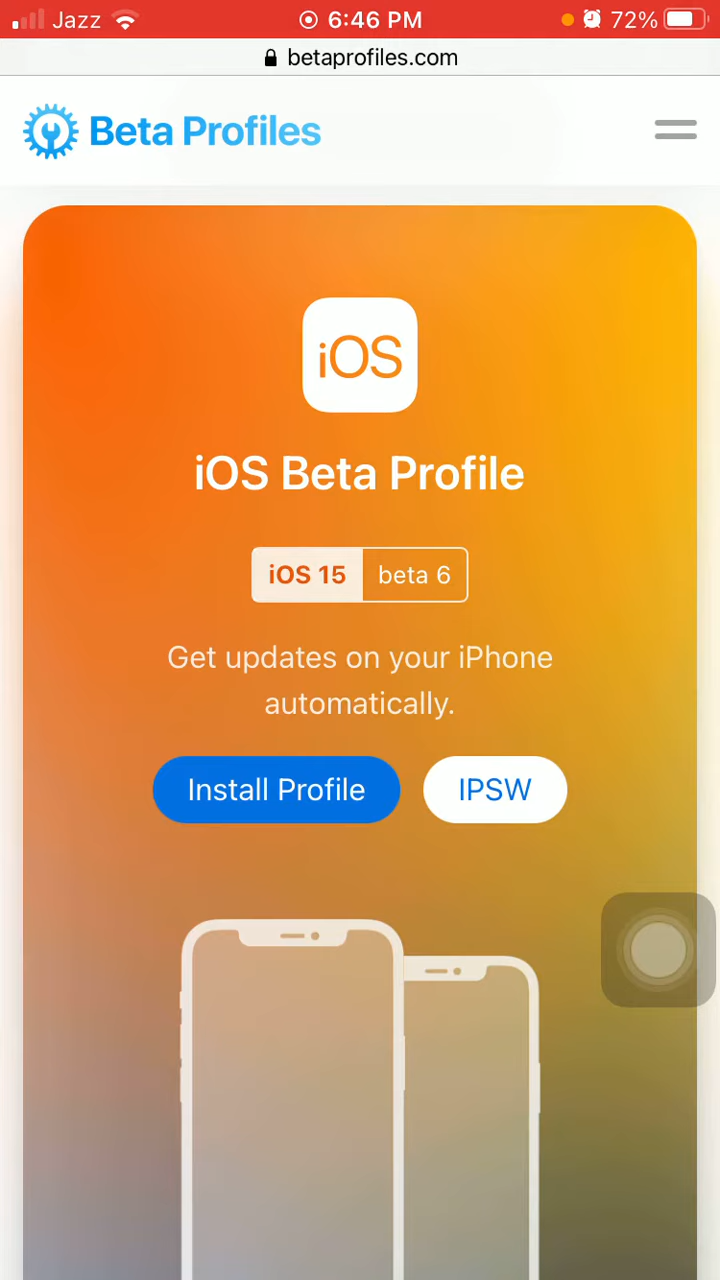 Jazz 6:46 PM 72%
betaprofiles.com
Beta Profiles
iOS
iOS Beta Profile
iOS 15 beta 6
Get updates on your iPhone
automatically.
Install Profile IPSW